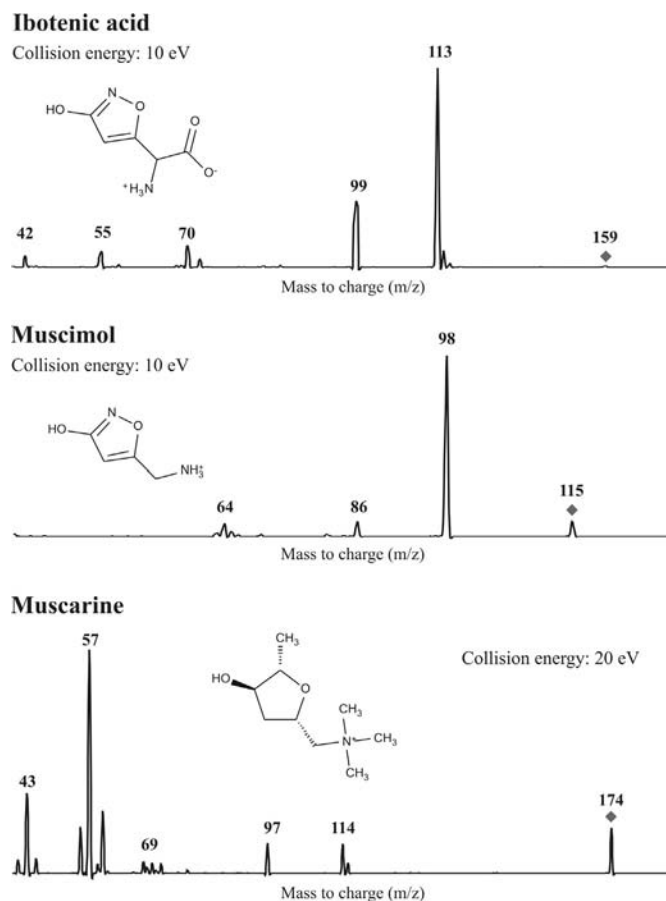 Ibotenic acid
Collision energy: 10 eV
113
HO
N
O
O
O-
+H3N
99
42
55
70
159
Mass to charge (m/z)
Muscimol
Collision energy: 10 eV
98
HO
N
O
NH3+
64
86
115
Mass to charge (m/z)
Muscarine
57
CH3
Collision energy: 20 eV
HO
O
CH3
N+
CH3
CH3
43
69
97
114
174
Mass to charge (m/z)